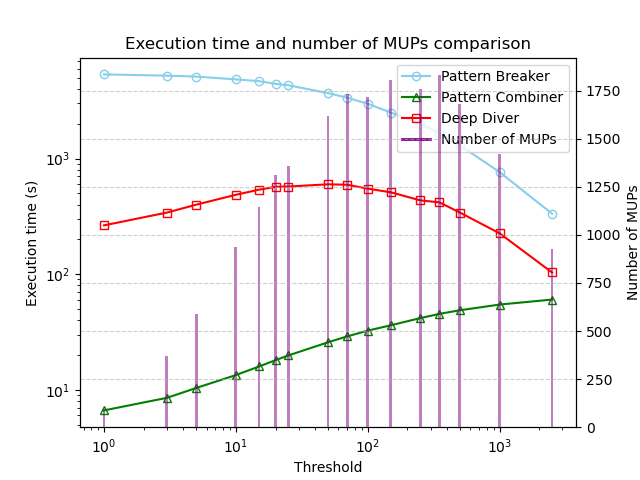 Execution time and number of MUPs comparison
Pattern Breaker
Pattern Combiner
Deep Diver
Number of MUPs
Execution time (s)
10³
10²
10¹
Number of MUPs
1750
1500
1250
1000
750
500
250
0
10⁰ 10¹ 10² 10³
Threshold